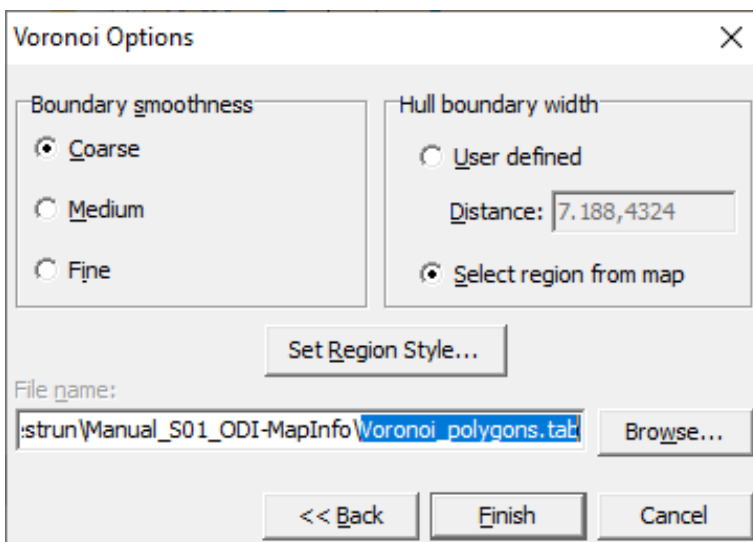 Voronoi Options
Boundary smoothness
Coarse
Medium
Fine
Hull boundary width
User defined
Distance: 7.188,4324
Select region from map
Set Region Style...
File name:
:strun\Manual_S01_ODI-MapInfo\Voronoi_polygons.tab
Browse...
<< Back
Finish
Cancel